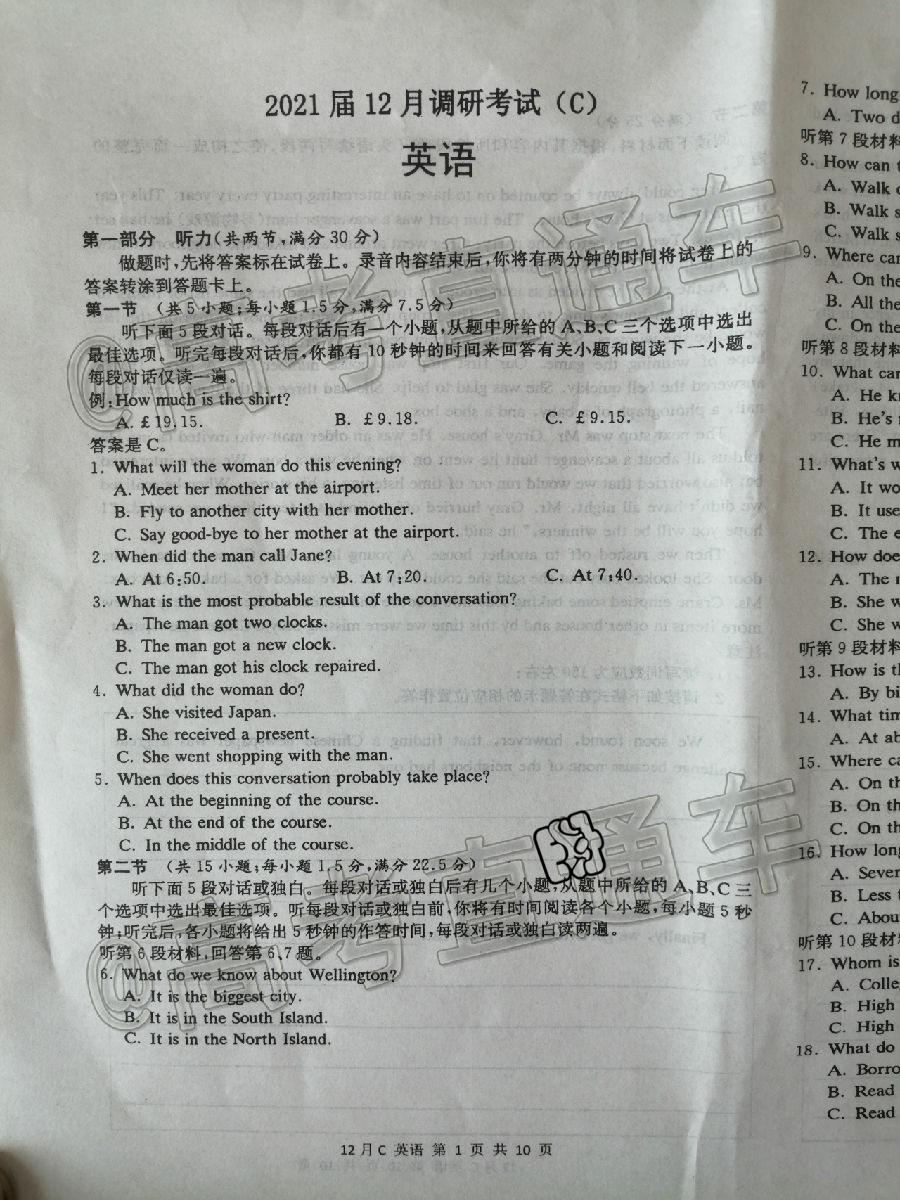 2021届12月调研考试(C)
英语
第一部分 听力(共两节,满分30分)
做题时,先将答案标在试卷上。录音内容结束后,你将有两分钟的时间将试卷上的
答案转涂到答题卡上。
第一节 (共5小题;每小题1.5分,满分7.5分)
听下面5段对话。每段对话后有一个小题,从题中所给的A、B、C三个选项中选出
最佳选项。听完每段对话后,你都有10秒钟的时间来回答有关小题和阅读下一小题。
每段对话仅读一遍。
例:How much is the shirt?
A. £19.15. B. £9.18. C. £9.15.
答案是C。
1. What will the woman do this evening?
A. Meet her mother at the airport.
B. Fly to another city with her mother.
C. Say good-bye to her mother at the airport.
2. When did the man call Jane?
A. At 6:50. B. At 7:20. C. At 7:40.
3. What is the most probable result of the conversation?
A. The man got two clocks.
B. The man got a new clock.
C. The man got his clock repaired.
4. What did the woman do?
A. She visited Japan.
B. She received a present.
C. She went shopping with the man.
5. When does this conversation probably take place?
A. At the beginning of the course.
B. At the end of the course.
C. In the middle of the course.
第二节 (共15小题;每小题1.5分,满分22.5分)
听下面5段对话或独白。每段对话或独白后有几个小题,从题中所给的A、B、C三
个选项中选出最佳选项。听每段对话或独白前,你将有时间阅读各个小题,每小题5秒
钟;听完后,各小题将给出5秒钟的作答时间,每段对话或独白读两遍。
听第6段材料,回答第6、7题。
6. What do we know about Wellington?
A. It is the biggest city.
B. It is in the South Island.
C. It is in the North Island.
12月C 英语 第1页 共10页
7. How long
A. Two
听第7段材料
8. How can
A. Walk
B. Walk
C. Walk
9. Where can
A. On the
B. All the
C. On the
听第8段材料
10. What can
A. He
B. He's
C. He
11. What's
A. It
B. It
C. The
12. How does
A. The
B. She
C. She
听第9段材料
13. How is
A. By
14. What
A. At
15. Where
A. On
B. On
C. On
16. How long
A.
B. Less
C.
听第10段材
17. Whom is
A.
B. High
C. High
18. What do
A.
B. Read
C. Read
@高考直通车
@高考直通车